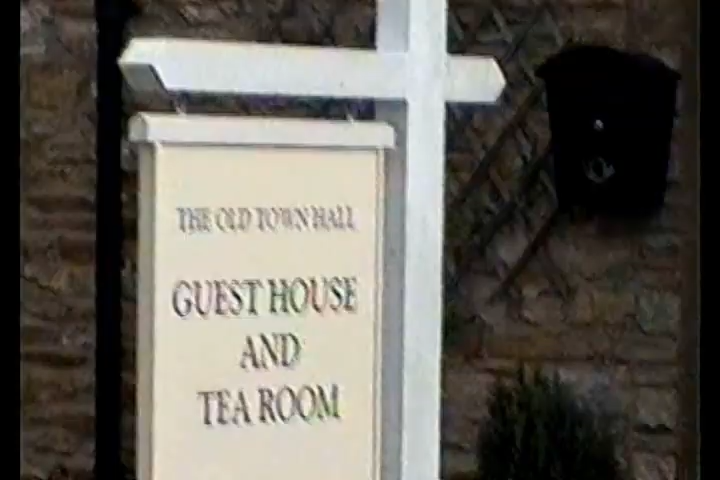 THE OLD TOWN HALL
GUEST HOUSE
AND
TEA ROOM